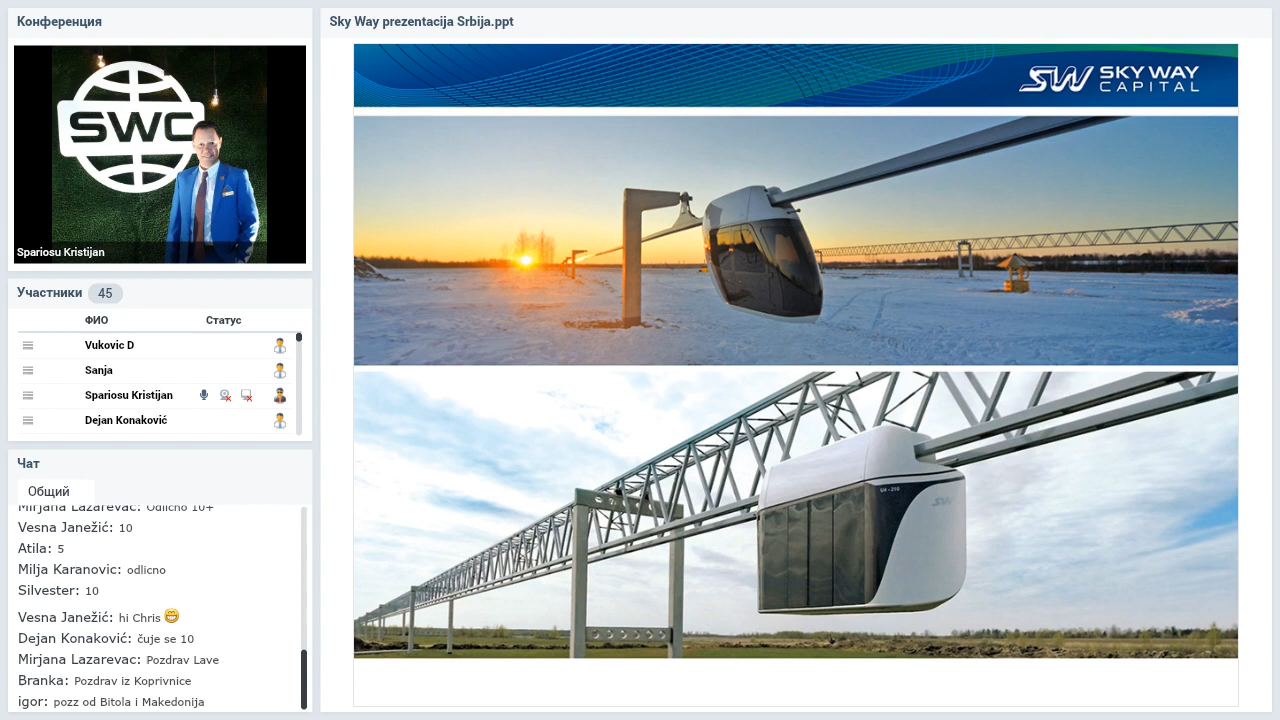 Конференция
SWC
Spariosu Kristijan
Участники 45
ФИО Статус
Vukovic D
Sanja
Spariosu Kristijan
Dejan Konaković
Чат
Общий
Mirjana Lazarevac: Odlicno 10+
Vesna Janežić: 10
Atila: 5
Milja Karanovic: odlicno
Silvester: 10
Vesna Janežić: hi Chris
Dejan Konaković: čuje se 10
Mirjana Lazarevac: Pozdrav Lave
Branka: Pozdrav iz Koprivnice
igor: pozz od Bitola i Makedonija
Sky Way prezentacija Srbija.ppt
SW SKY WAY
CAPITAL
SW